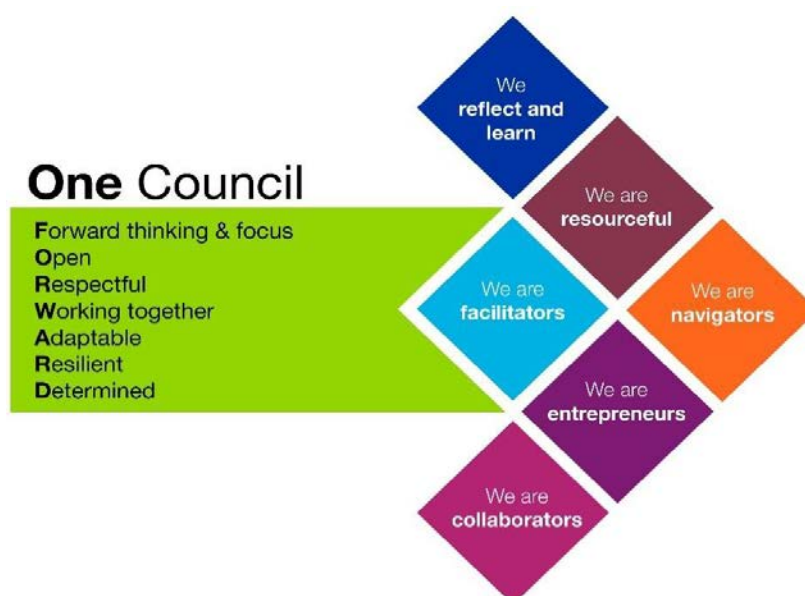 One Council
Forward thinking & focus
Open
Respectful
Working together
Adaptable
Resilient
Determined
We
reflect and
learn
We are
resourceful
We are
facilitators
We are
navigators
We are
entrepreneurs
We are
collaborators